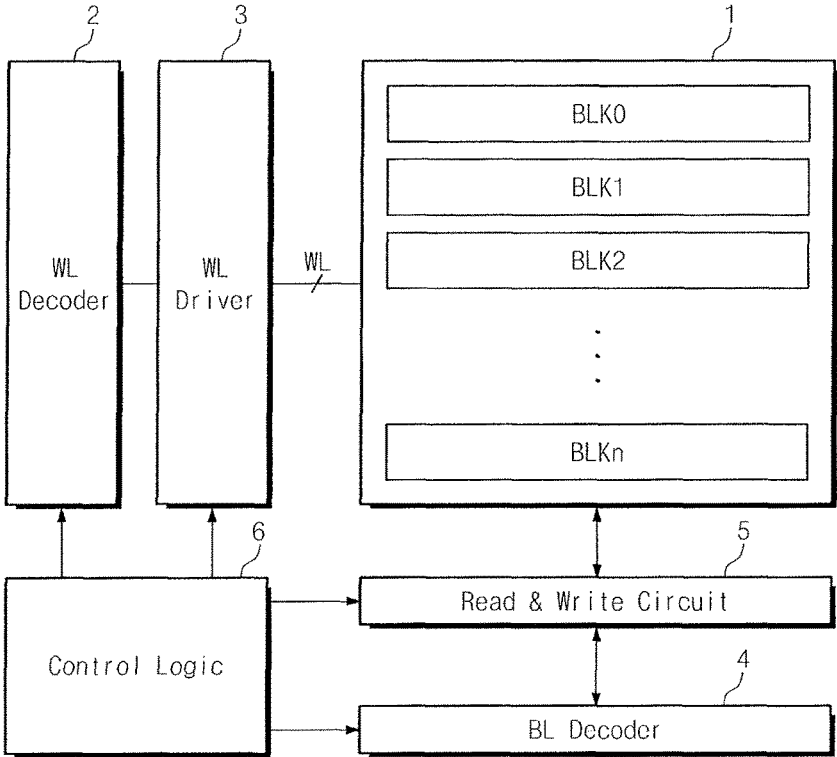 2
3
1
BLK0
BLK1
BLK2
BLKn
WL
Decoder
WL
Driver
WL
6
Control Logic
5
Read & Write Circuit
4
BL Decoder